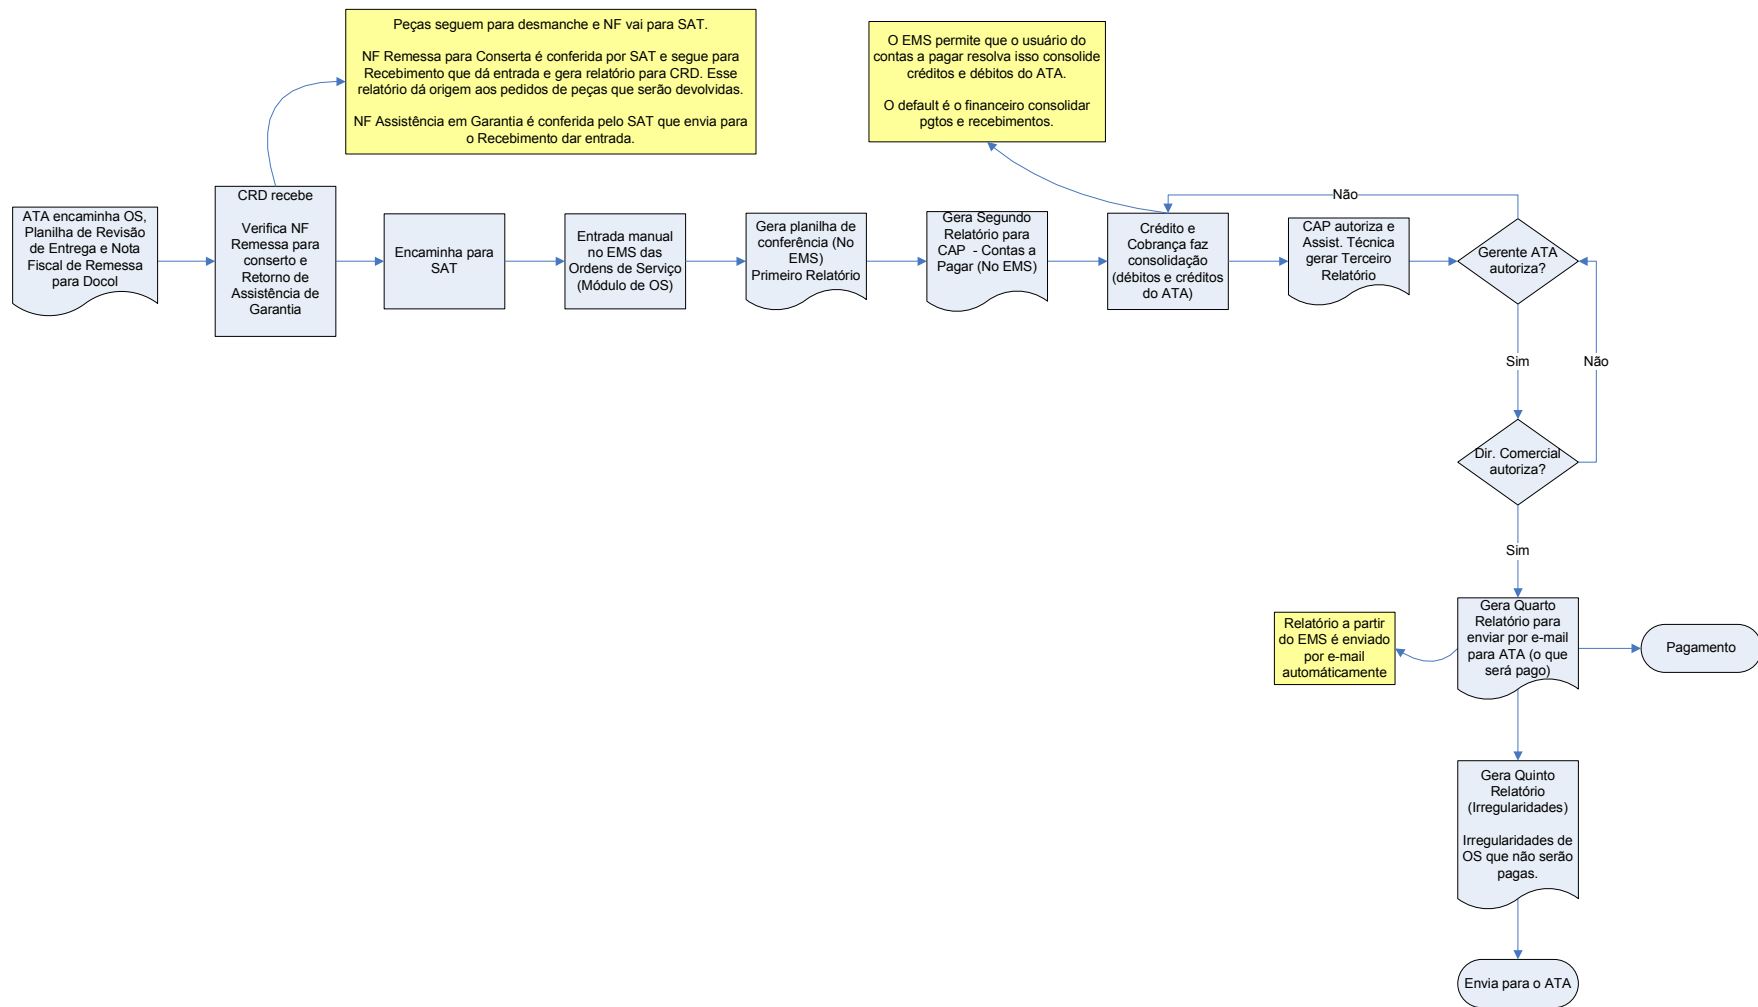 Peças seguem para desmanche e NF vai para SAT.
NF Remessa para Conserta é conferida por SAT e segue para
Recebimento que dá entrada e gera relatório para CRD. Esse
relatório dá origem aos pedidos de peças que serão devolvidas.
NF Assistência em Garantia é conferida pelo SAT que envia para
o Recebimento dar entrada.
O EMS permite que o usuário do
contas a pagar resolva isso consolide
créditos e débitos do ATA.
O default é o financeiro consolidar
pgtos e recebimentos.
ATA encaminha OS,
Planilha de Revisão
de Entrega e Nota
Fiscal de Remessa
para Docol
CRD recebe
Verifica NF
Remessa para
conserto e
Retorno de
Assistência de
Garantia
Encaminha para
SAT
Entrada manual
no EMS das
Ordens de Serviço
(Módulo de OS)
Gera planilha de
conferência (No
EMS)
Primeiro Relatório
Gera Segundo
Relatório para
CAP - Contas a
Pagar (No EMS)
Crédito e
Cobrança faz
consolidação
(débitos e créditos
do ATA)
CAP autoriza e
Assist. Técnica
gerar Terceiro
Relatório
Não
Gerente ATA
autoriza?
Sim
Não
Dir. Comercial
autoriza?
Sim
Relatório a partir
do EMS é enviado
por e-mail
automáticamente
Gera Quarto
Relatório para
enviar por e-mail
para ATA (o que
será pago)
Pagamento
Gera Quinto
Relatório
(Irregularidades)
Irregularidades de
OS que não serão
pagas.
Envia para o ATA